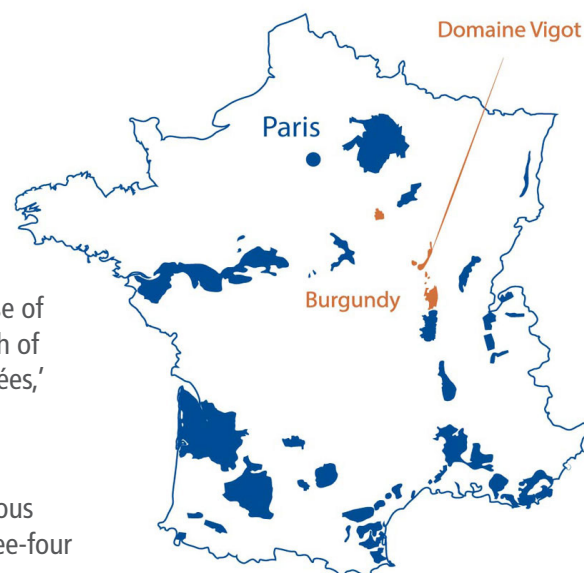 Domaine Vigot
Paris
Burgundy
of
of
ées,’
ous
ee-four